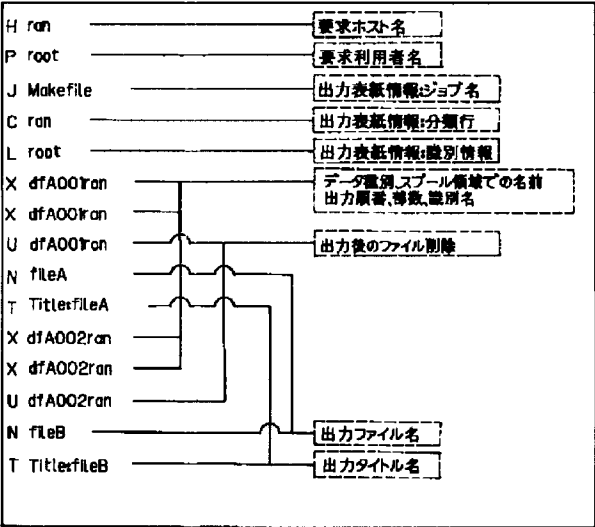 H ran 要求ホスト名
P root 要求利用者名
J Makefile 出力表紙情報:ジョブ名
C ran 出力表紙情報:分類行
L root 出力表紙情報:識別情報
X dfA001ran データ識別、スプール領域での名前
出力順番、部数、識別名
X dfA001ran
U dfA001ran 出力後のファイル削除
N fileA
T Title:fileA
X dfA002ran
X dfA002ran
U dfA002ran
N fileB 出力ファイル名
T Title:fileB 出力タイトル名